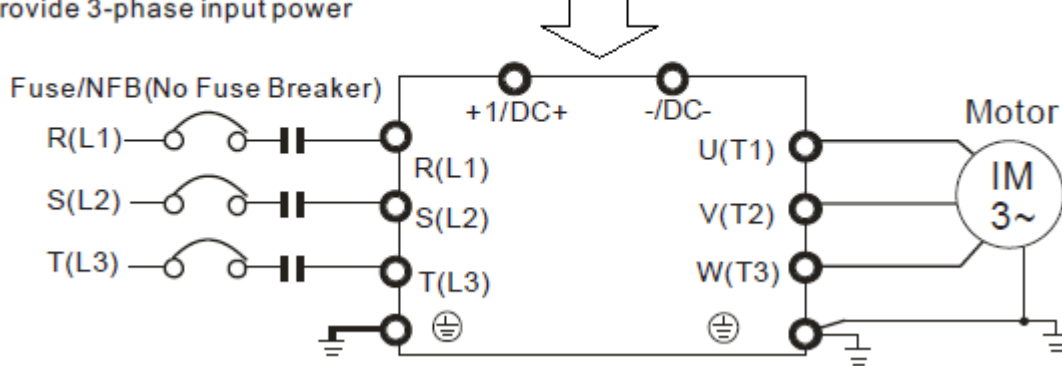 rovide 3-phase input power
Fuse/NFB(No Fuse Breaker)
+1/DC+
-/DC-
Motor
R(L1)
R(L1)
U(T1)
IM
3~
S(L2)
S(L2)
V(T2)
T(L3)
T(L3)
W(T3)